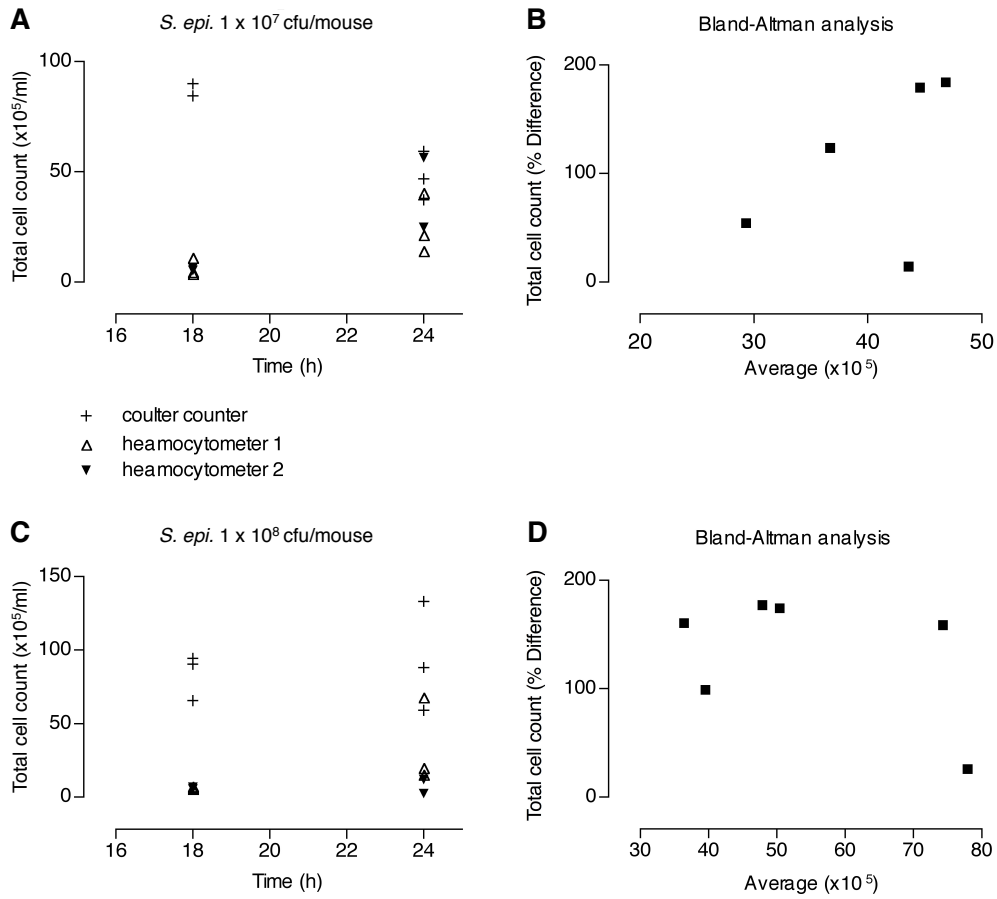 A
S. epi. 1 x 10⁷ cfu/mouse
Total cell count (x10⁵/ml)
100
50
0
16 18 20 22 24
Time (h)
B
Bland-Altman analysis
Total cell count (% Difference)
200
100
0
20 30 40 50
Average (x10⁵)
+ coulter counter
△ heamocytometer 1
▼ heamocytometer 2
C
S. epi. 1 x 10⁸ cfu/mouse
Total cell count (x10⁵/ml)
150
100
50
0
16 18 20 22 24
Time (h)
D
Bland-Altman analysis
Total cell count (% Difference)
200
100
0
30 40 50 60 70 80
Average (x10⁵)